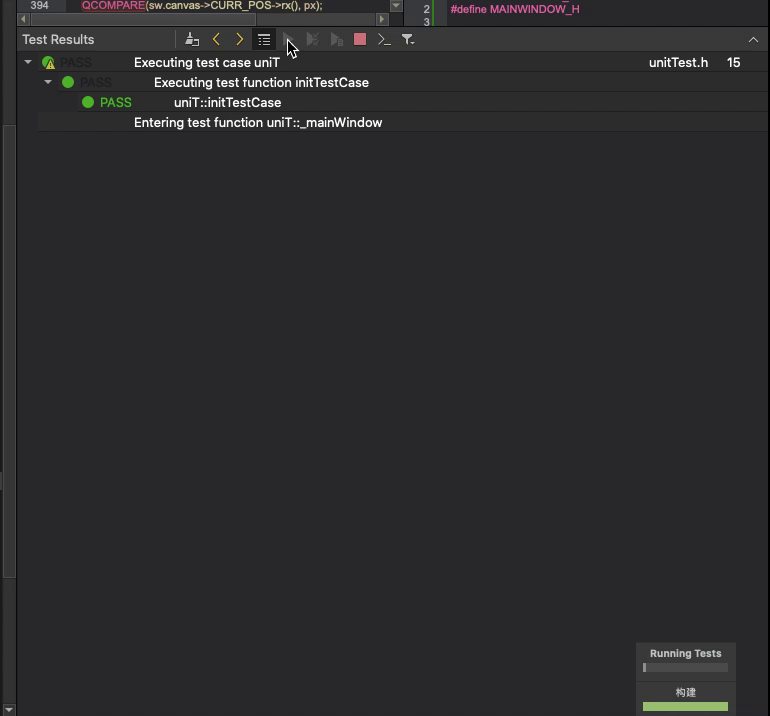 394 QCOMPARE(sw.canvas->CURR_POS->rx(), px);
2 #define MAINWINDOW_H
3
Test Results
PASS Executing test case uniT unitTest.h 15
PASS Executing test function initTestCase
PASS uniT::initTestCase
Entering test function uniT::_mainWindow
Running Tests
构建